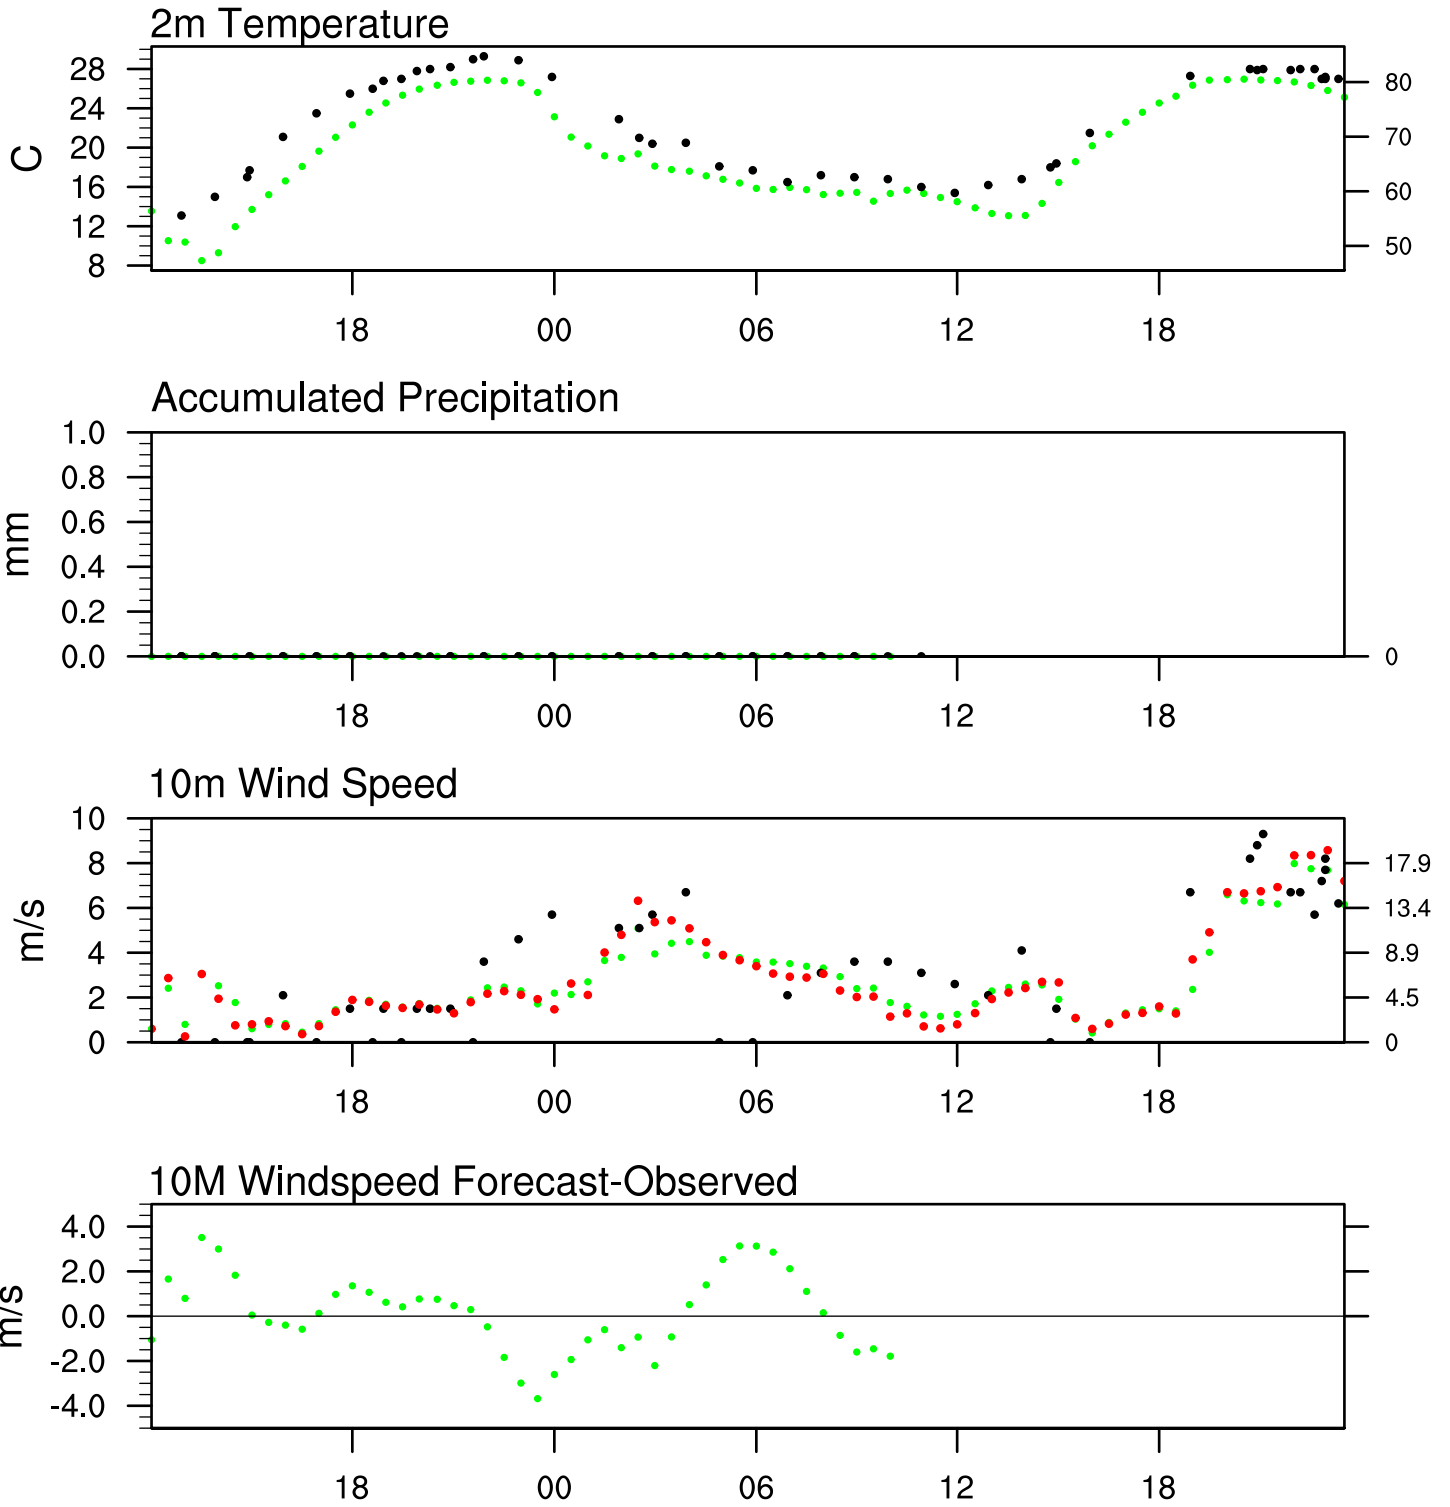 2m Temperature
28
24
20
16
12
8
C
80
70
60
50
18 00 06 12 18
Accumulated Precipitation
1.0
0.8
0.6
0.4
0.2
0.0
mm
0
18 00 06 12 18
10m Wind Speed
10
8
6
4
2
0
m/s
17.9
13.4
8.9
4.5
0
18 00 06 12 18
10M Windspeed Forecast-Observed
4.0
2.0
0.0
-2.0
-4.0
m/s
18 00 06 12 18